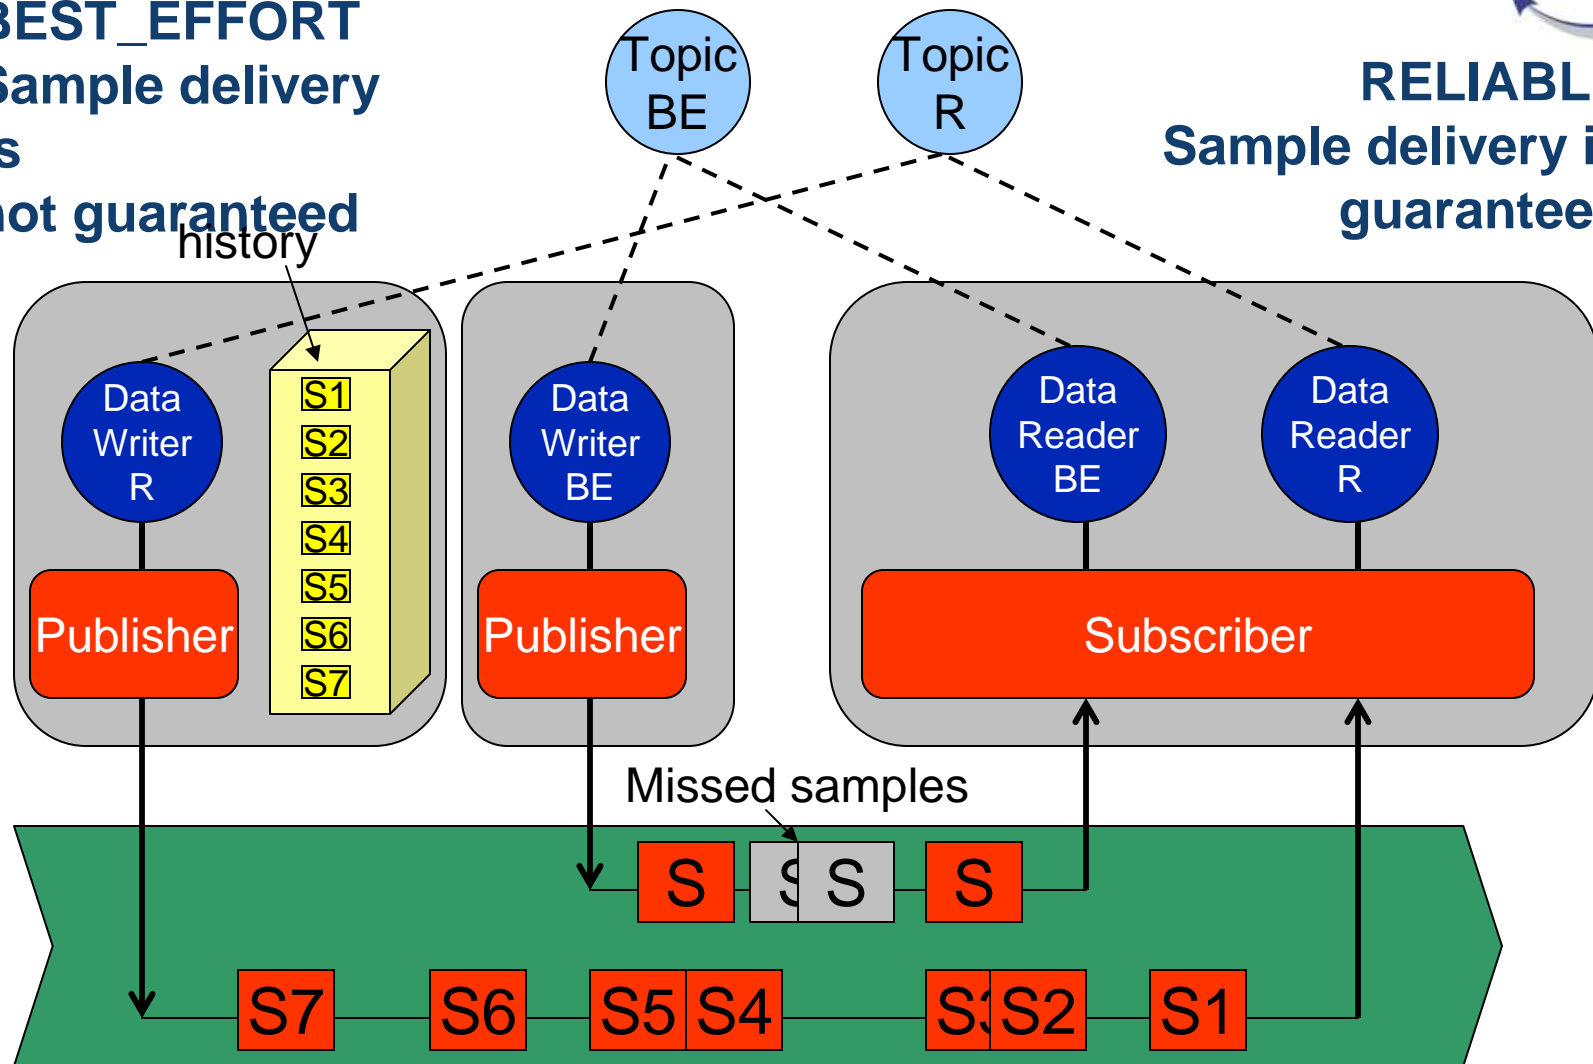 BEST_EFFORT
Sample delivery
is
not guaranteed
Topic
BE
Topic
R
RELIABL
Sample delivery i
guarantee
history
Data
Writer
R
S1
S2
S3
S4
S5
S6
S7
Data
Writer
BE
Data
Reader
BE
Data
Reader
R
Publisher
Publisher
Subscriber
Missed samples
S
S
S
S
S7
S6
S5
S4
S3
S2
S1